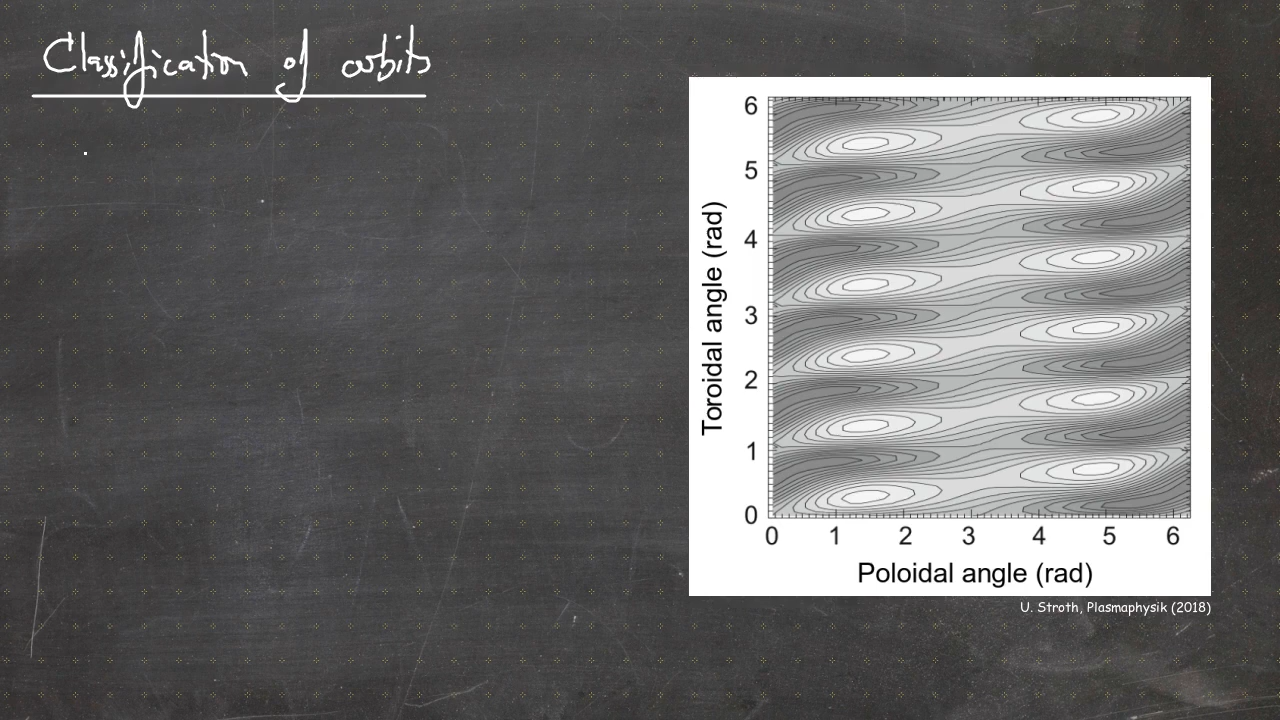 Classification of orbits
6
5
4
3
2
1
0
Toroidal angle (rad)
0 1 2 3 4 5 6
Poloidal angle (rad)
U. Stroth, Plasmaphysik (2018)